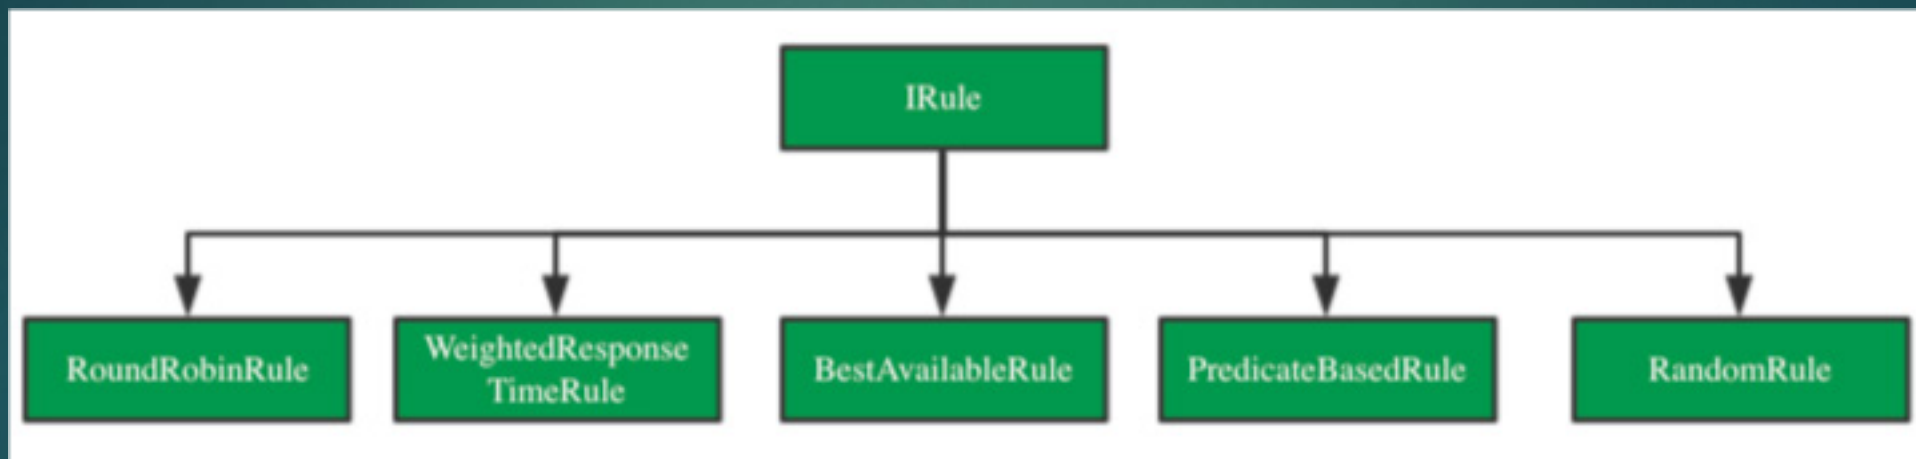 IRule
RoundRobinRule
WeightedResponse
TimeRule
BestAvailableRule
PredicateBasedRule
RandomRule